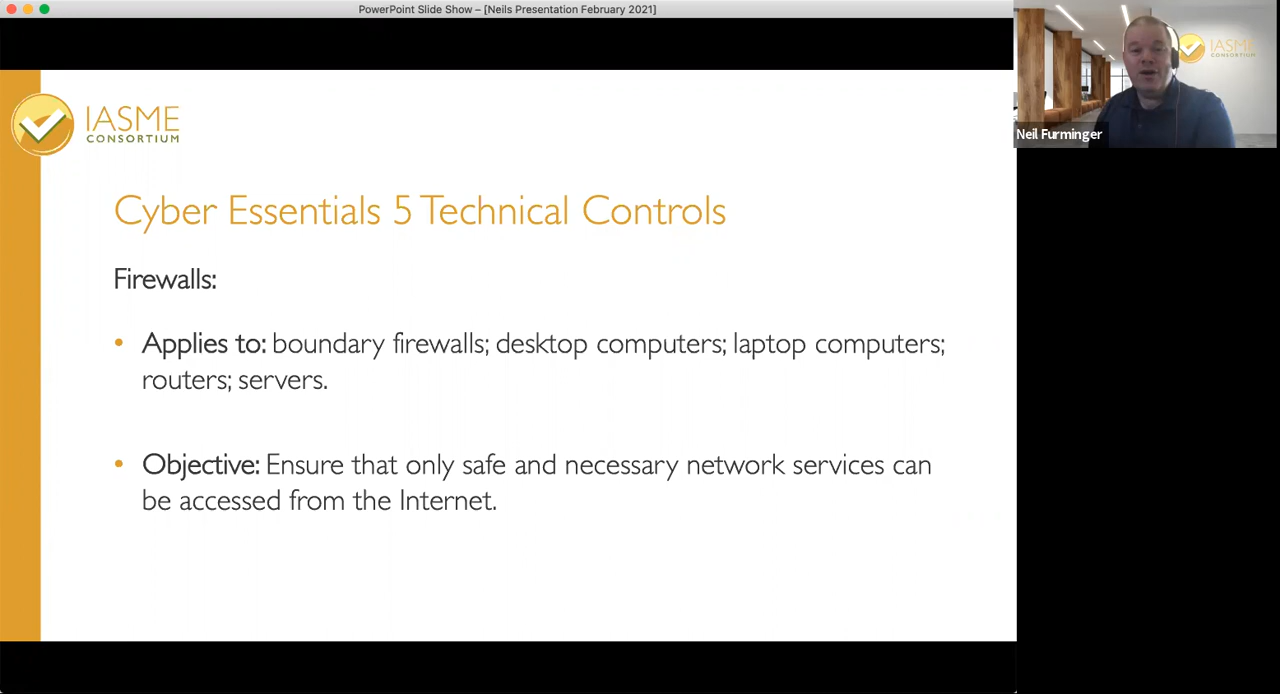 PowerPoint Slide Show – [Neils Presentation February 2021]
IASME
CONSORTIUM
Cyber Essentials 5 Technical Controls
Firewalls:
• Applies to: boundary firewalls; desktop computers; laptop computers;
routers; servers.
• Objective: Ensure that only safe and necessary network services can
be accessed from the Internet.
IASME
CONSORTIUM
Neil Furminger